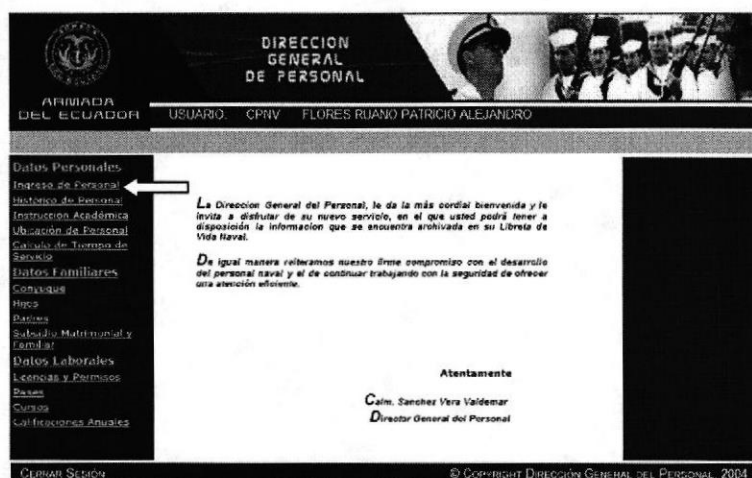 DIRECCION
GENERAL
DE PERSONAL
ARMADA
DEL ECUADOR
USUARIO: CPNV FLORES RUANO PATRICIO ALEJANDRO
Datos Personales
Ingreso de Personal
Histórico de Personal
Instrucción Académica
Ubicación de Personal
Calculo de Tiempo de
Servicio
Datos Familiares
Conyugue
Hijos
Padres
Subsidio Matrimonial y
Familiar
Datos Laborales
Licencias y Permisos
Pases
Cursos
Calificaciones Anuales
La Direccion General del Personal, le da la más cordial bienvenida y le
invita a disfrutar de su nuevo servicio, en el que usted podrá tener a
disposición la informacion que se encuentra archivada en su Libreta de
Vida Naval.
De igual manera reiteramos nuestro firme compromiso con el desarrollo
del personal naval y el de continuar trabajando con la seguridad de ofrecer
una atención eficiente.
Atentamente
Calm. Sanchez Vera Valdemar
Director General del Personal
CERRAR SESIÓN
© COPYRIGHT DIRECCIÓN GENERAL DEL PERSONAL, 2004